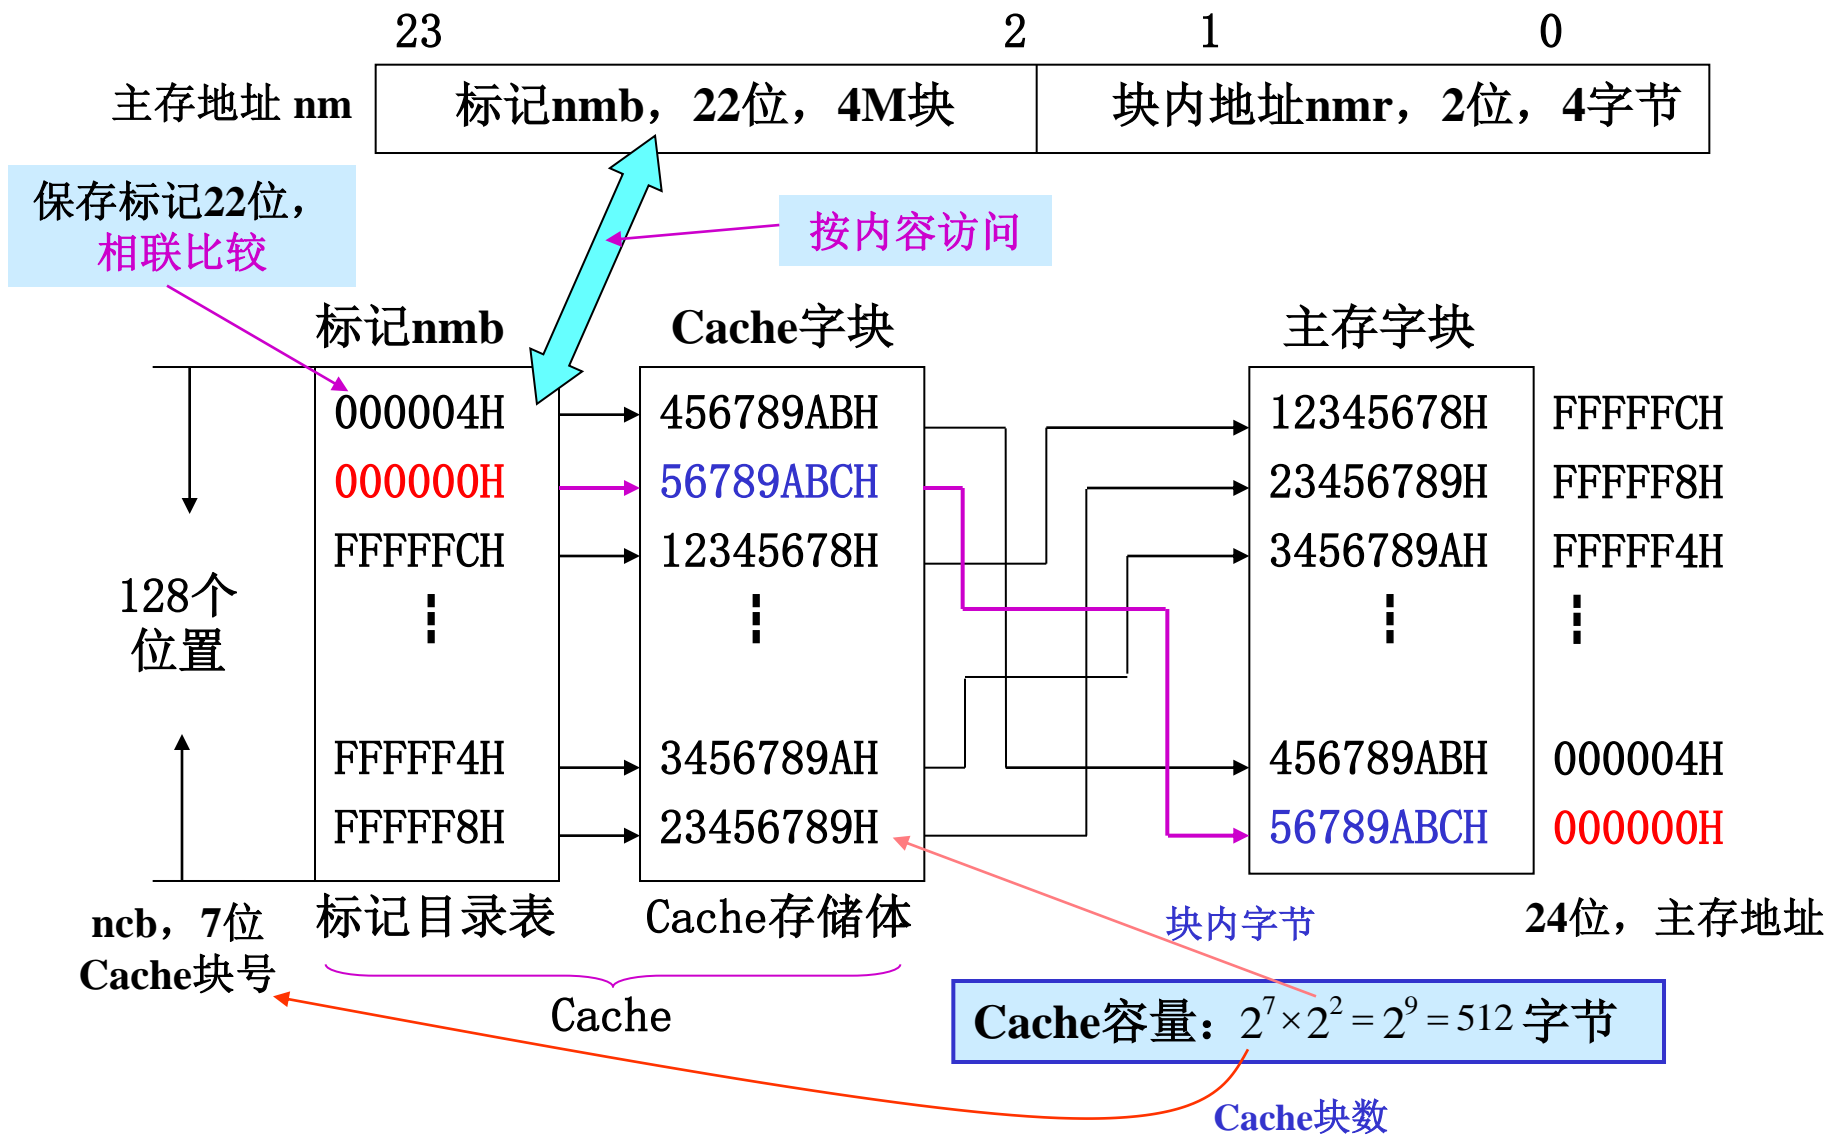 23 2 1 0
主存地址 nm 标记nmb，22位，4M块 块内地址nmr，2位，4字节
保存标记22位，
相联比较
按内容访问
标记nmb Cache字块 主存字块
000004H 456789ABH 12345678H FFFFFCH
000000H 56789ABCH 23456789H FFFFF8H
FFFFFCH 12345678H 3456789AH FFFFF4H
128个
位置
FFFFF4H 3456789AH 456789ABH 000004H
FFFFF8H 23456789H 56789ABCH 000000H
ncb，7位 标记目录表 Cache存储体 块内字节 24位，主存地址
Cache块号
Cache
Cache容量：2^7×2^2=2^9=512字节
Cache块数